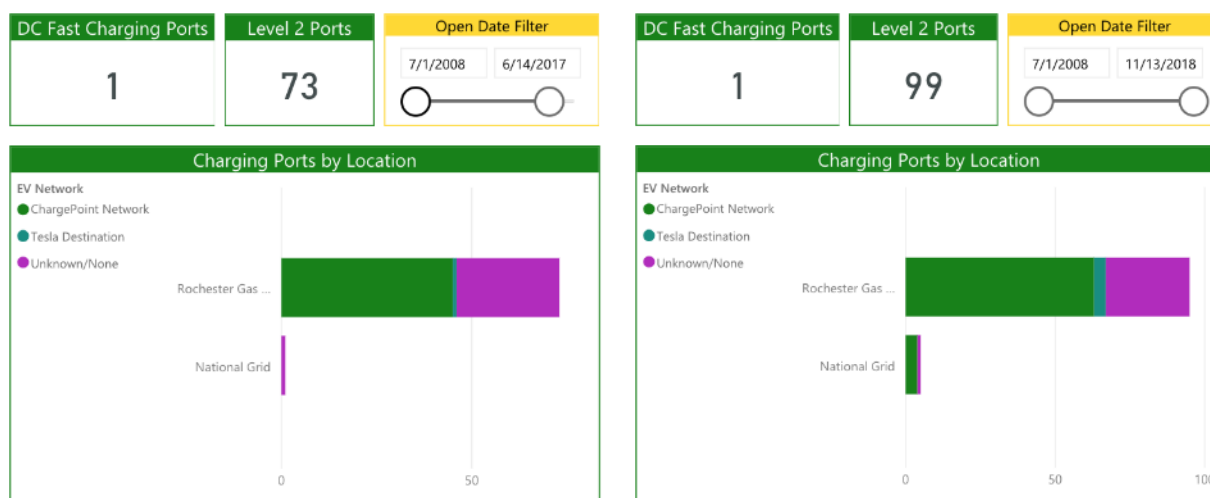 DC Fast Charging Ports
1
Level 2 Ports
73
Open Date Filter
7/1/2008 6/14/2017
Charging Ports by Location
EV Network
ChargePoint Network
Tesla Destination
Unknown/None
Rochester Gas ...
National Grid
0 50
DC Fast Charging Ports
1
Level 2 Ports
99
Open Date Filter
7/1/2008 11/13/2018
Charging Ports by Location
EV Network
ChargePoint Network
Tesla Destination
Unknown/None
Rochester Gas ...
National Grid
0 50 100